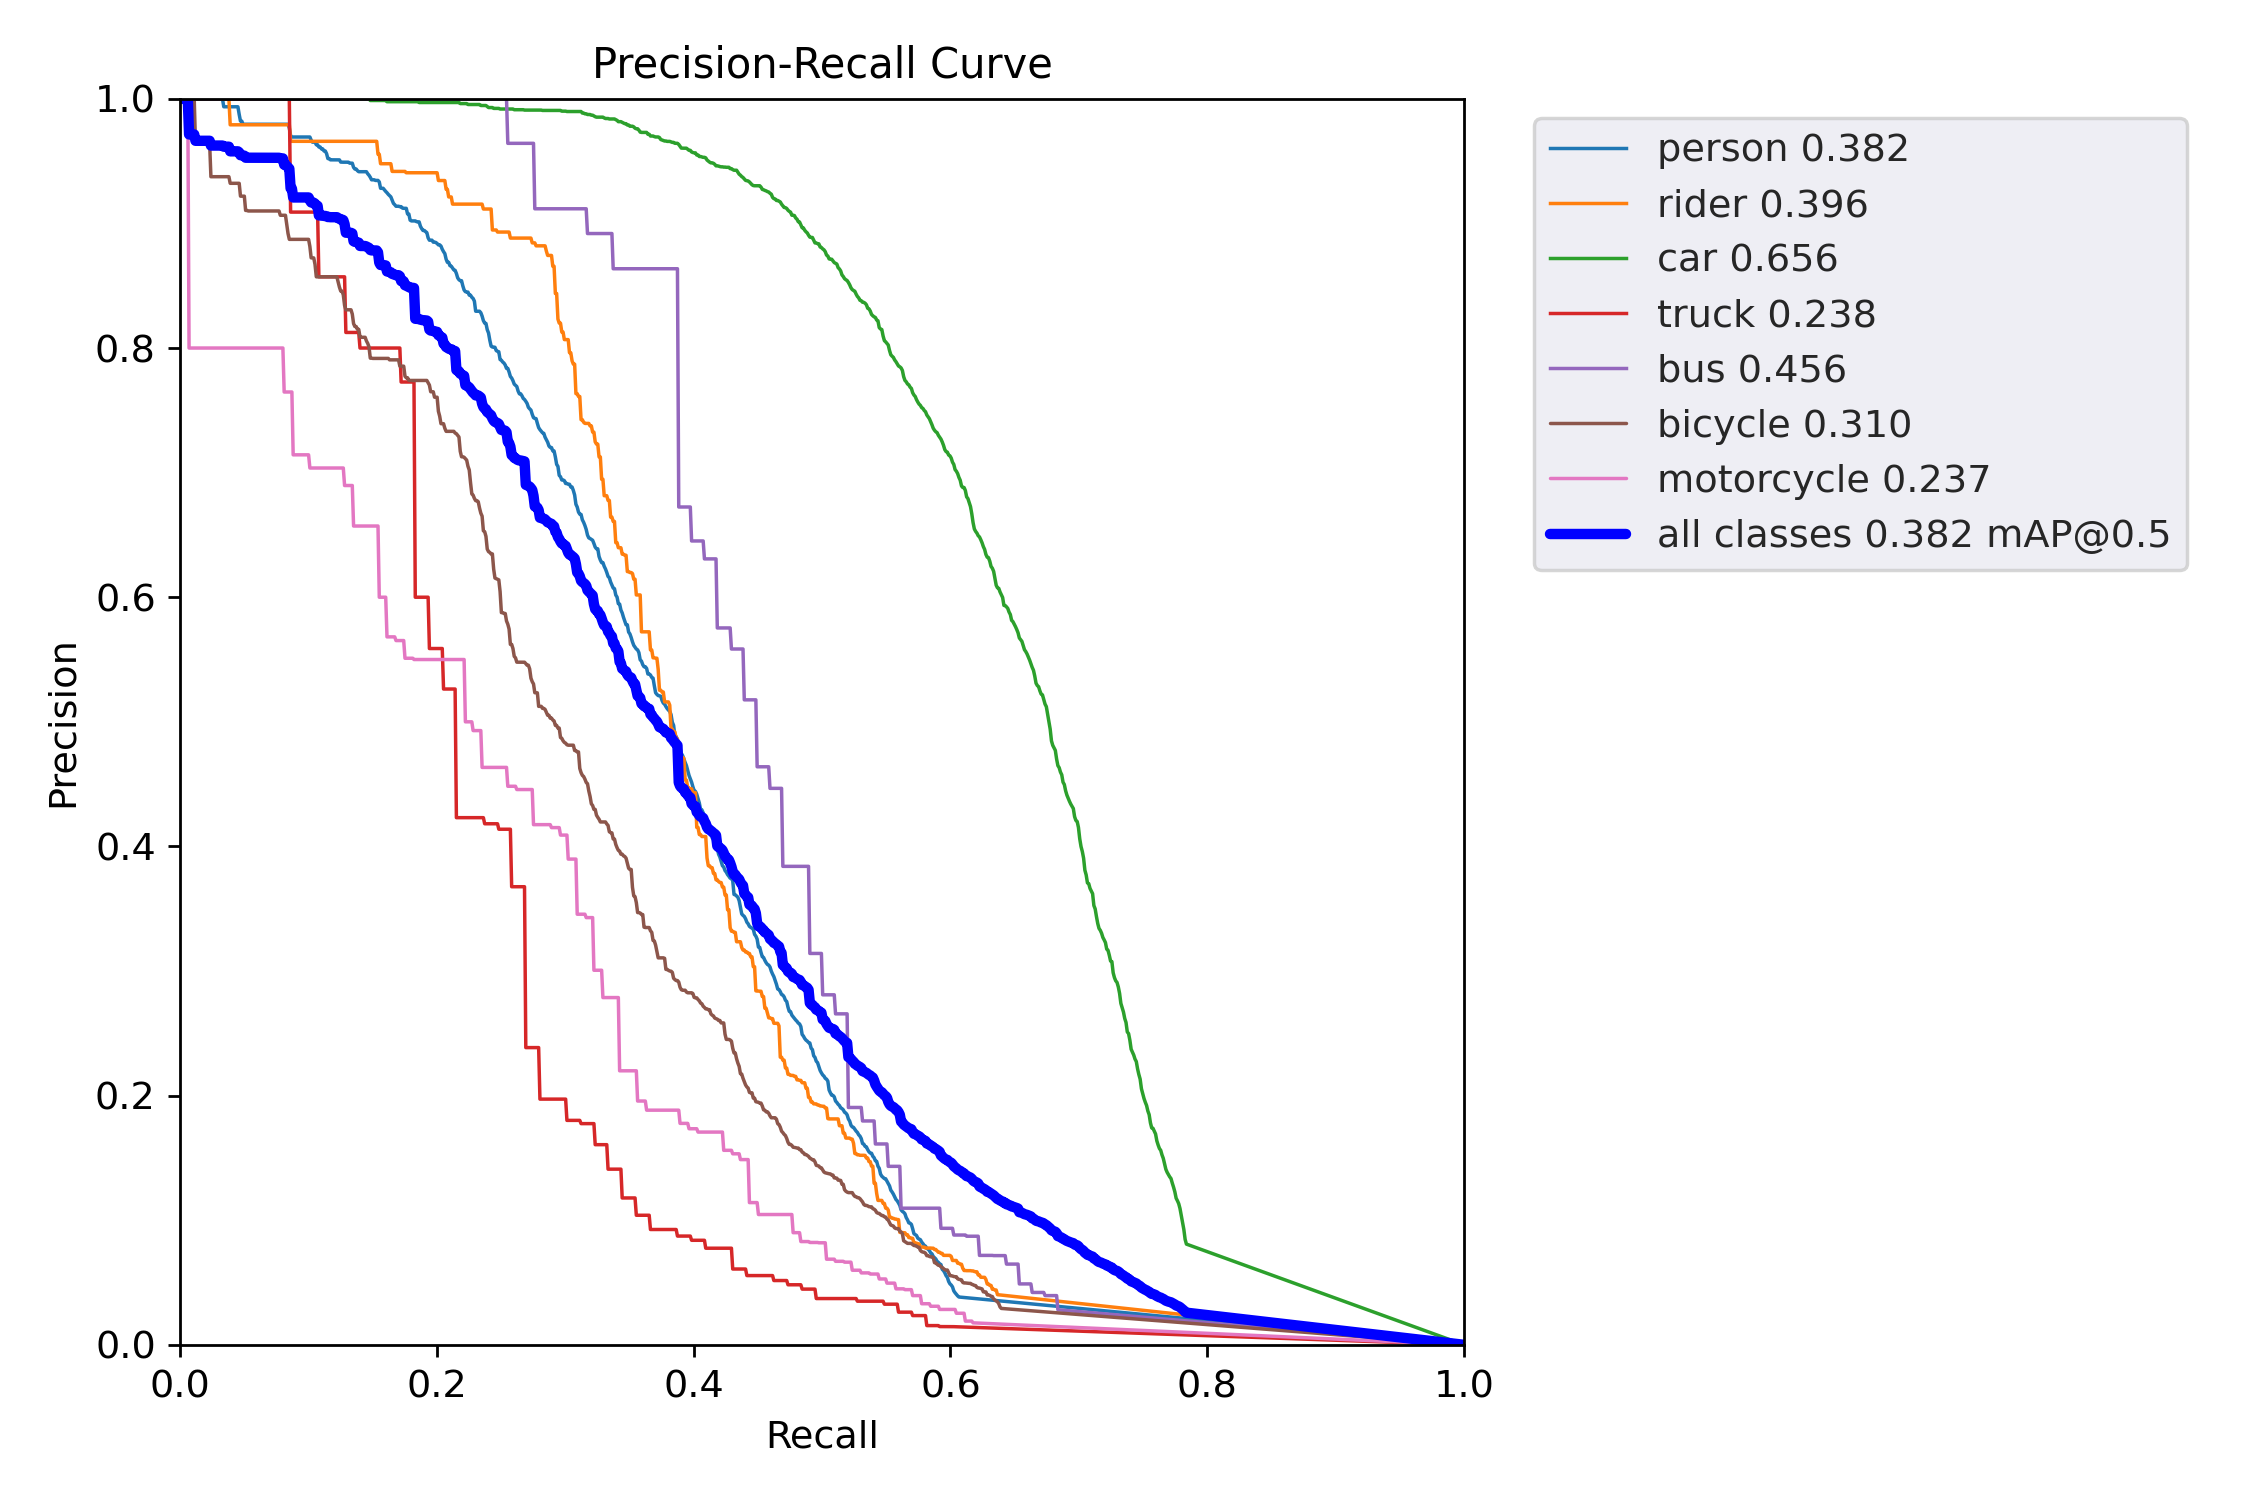 Precision-Recall Curve
1.0
0.8
0.6
0.4
0.2
0.0
Precision
0.0 0.2 0.4 0.6 0.8 1.0
Recall
person 0.382
rider 0.396
car 0.656
truck 0.238
bus 0.456
bicycle 0.310
motorcycle 0.237
all classes 0.382 mAP@0.5